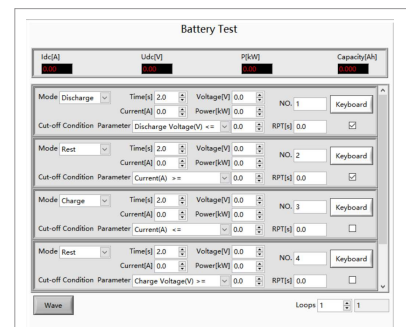 Battery Test
Idc[A] Udc[V] P[kW] Capacity[Ah]
0.00 0.00 0.00 0.00
Mode Discharge Time[s] 2.0 Voltage[V] 0.0 NO. 1 Keyboard
Current[A] 0.0 Power[kW] 0.0
Cut-off Condition Parameter Discharge Voltage(V) <= 0.0 RPT[s] 0.0
Mode Rest Time[s] 2.0 Voltage[V] 0.0 NO. 2 Keyboard
Current[A] 0.0 Power[kW] 0.0
Cut-off Condition Parameter Current(A) >= 0.0 RPT[s] 0.0
Mode Charge Time[s] 2.0 Voltage[V] 0.0 NO. 3 Keyboard
Current[A] 0.0 Power[kW] 0.0
Cut-off Condition Parameter Current(A) <= 0.0 RPT[s] 0.0
Mode Rest Time[s] 2.0 Voltage[V] 0.0 NO. 4 Keyboard
Current[A] 0.0 Power[kW] 0.0
Cut-off Condition Parameter Charge Voltage(V) >= 0.0 RPT[s] 0.0
Wave Loops 1 1